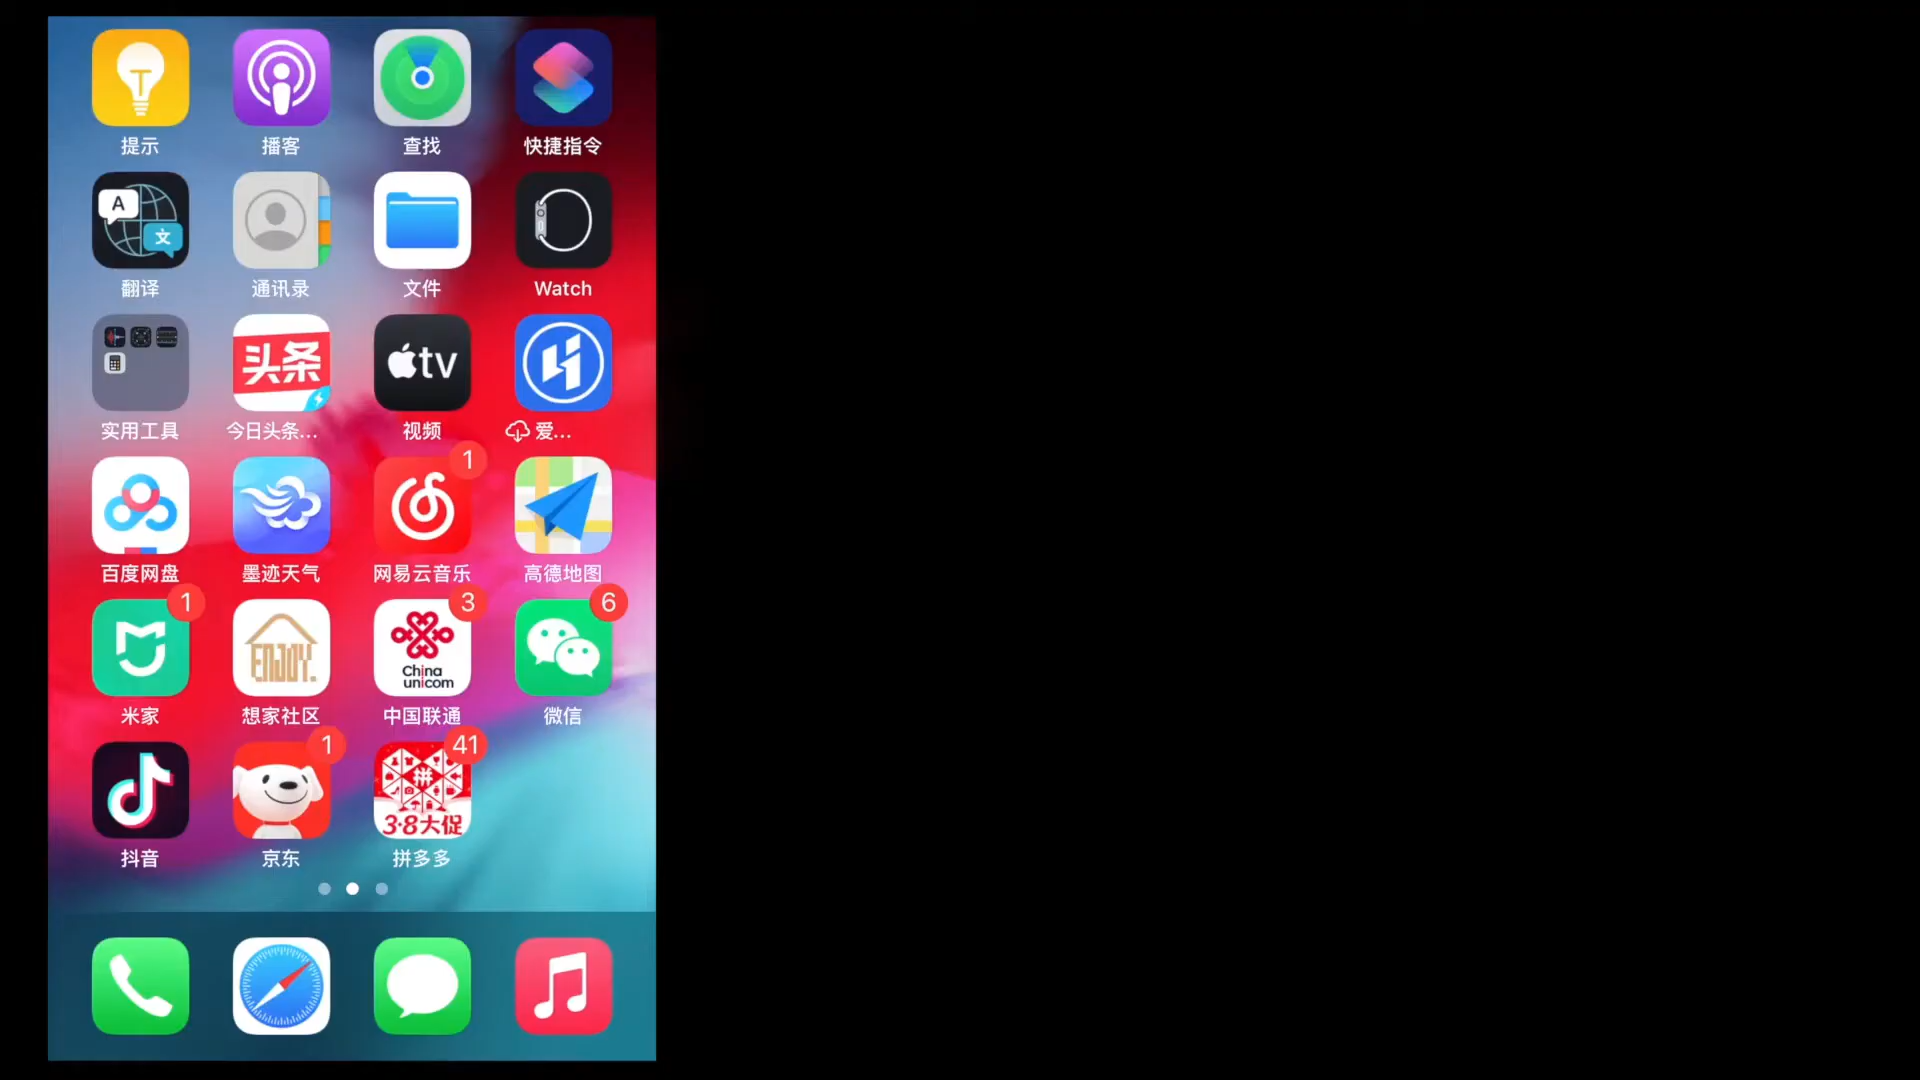 提示 播客 查找 快捷指令
A 文
翻译 通讯录 文件 Watch
头条 tv
实用工具 今日头条... 视频 爱...
1
百度网盘 墨迹天气 网易云音乐 高德地图
1 3 6
ENJOY. China unicom
米家 想家社区 中国联通 微信
1 41
拼
3·8大促
抖音 京东 拼多多